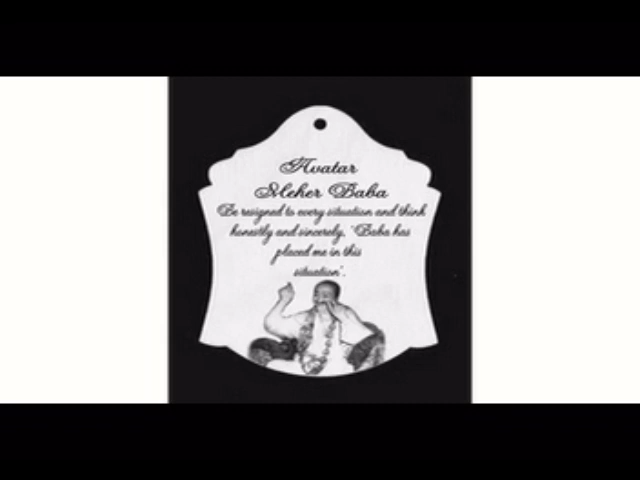 Avatar
Meher Baba
Be resigned to every situation and think
honestly and sincerely, 'Baba has
placed me in this
situation'.